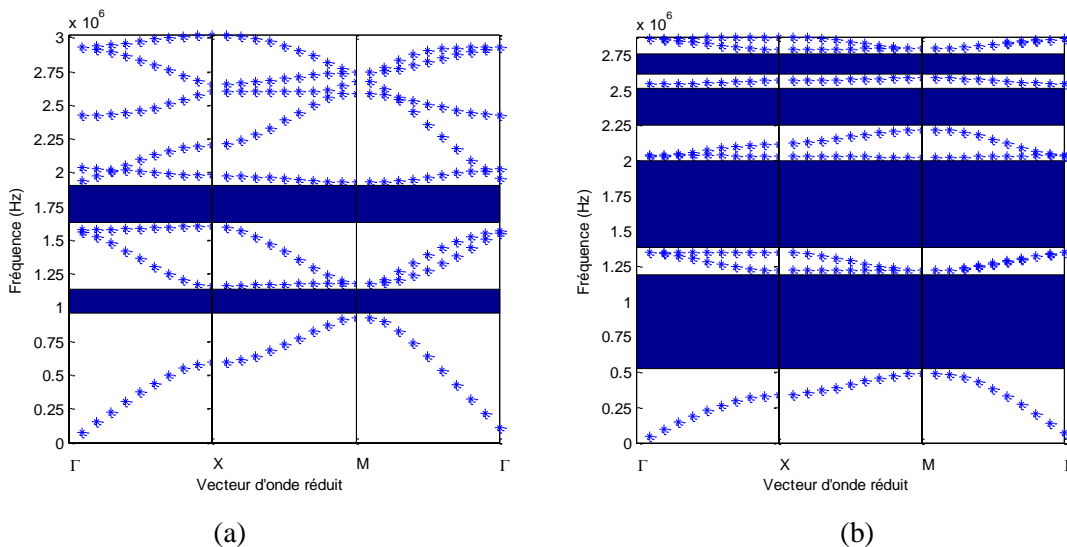 x 10^6
3
2.75
2.5
2.25
2
1.75
1.5
1.25
1
0.75
0.5
0.25
0
Fréquence (Hz)
Γ X M Γ
Vecteur d'onde réduit
(a)
x 10^6
2.75
2.5
2.25
2
1.75
1.5
1.25
1
0.75
0.5
0.25
0
Fréquence (Hz)
Γ X M Γ
Vecteur d'onde réduit
(b)